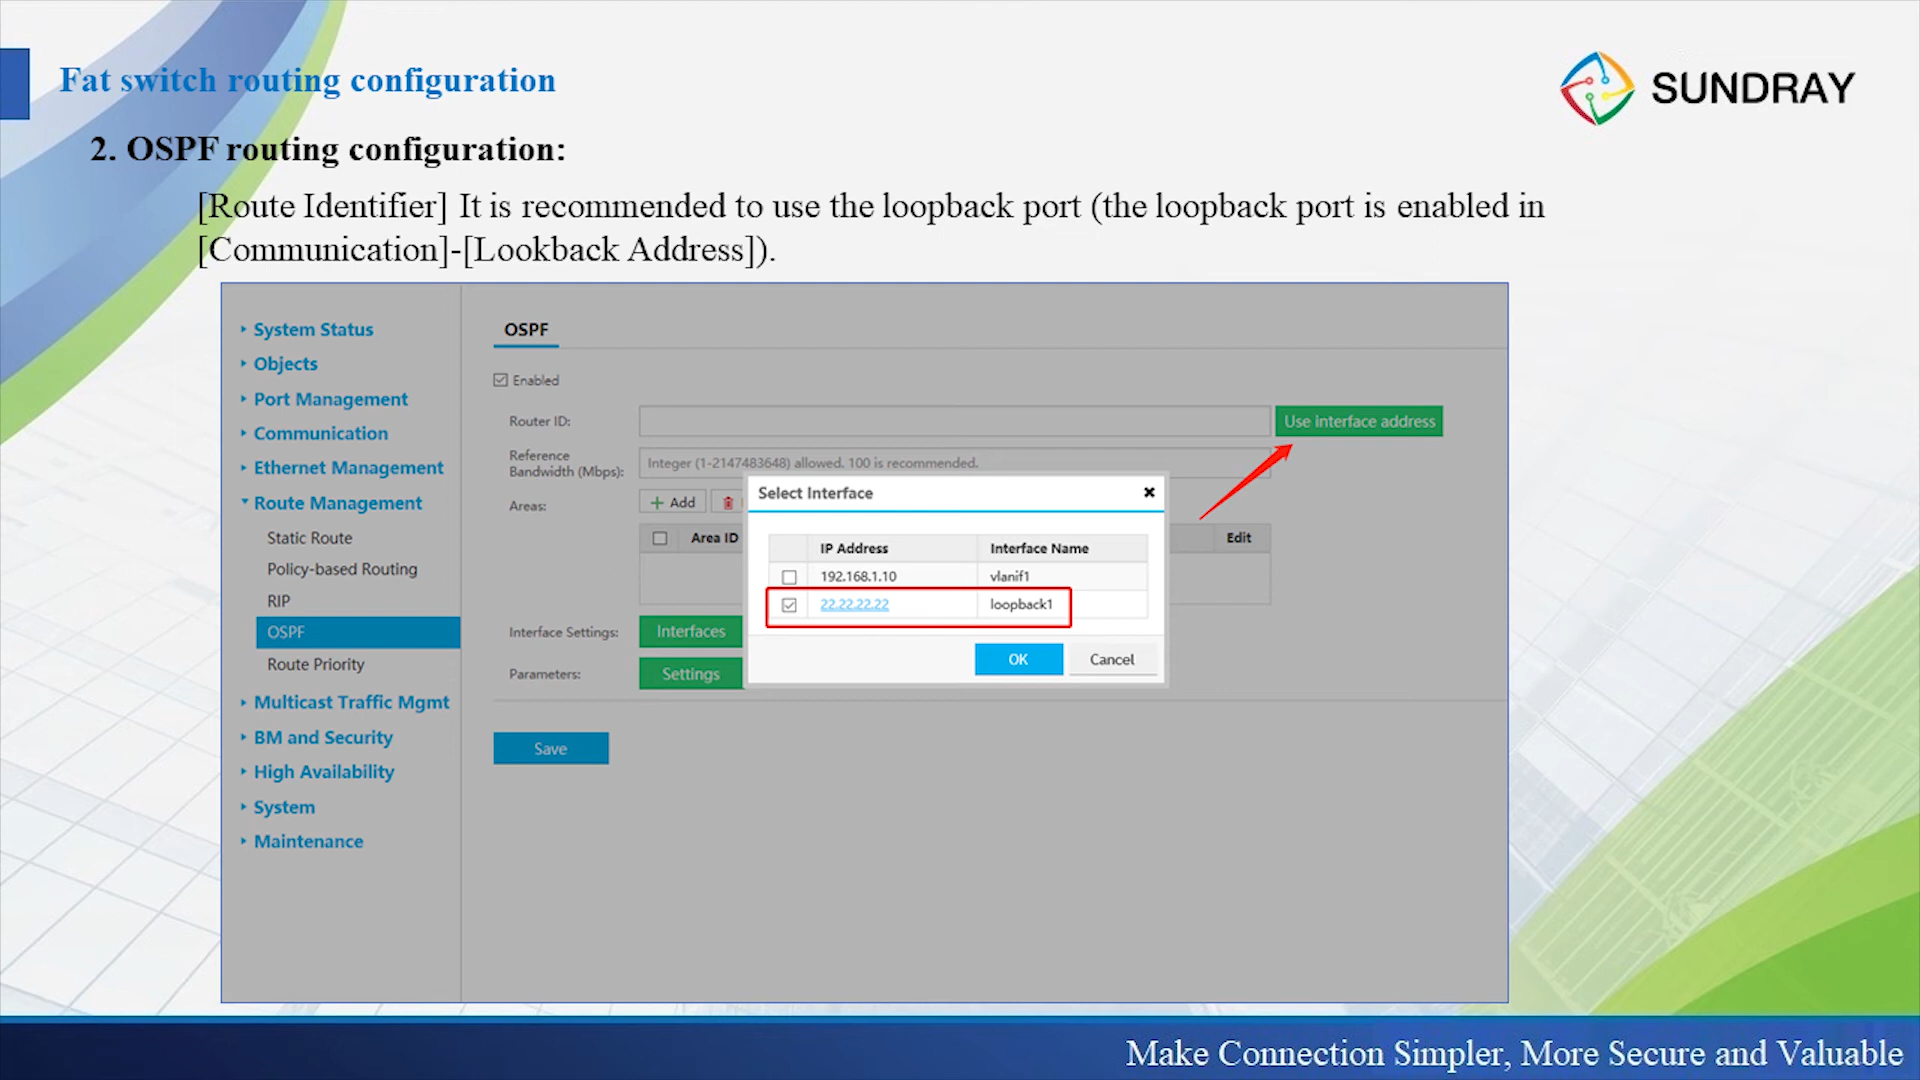 Fat switch routing configuration
SUNDRAY
2. OSPF routing configuration:
[Route Identifier] It is recommended to use the loopback port (the loopback port is enabled in
[Communication]-[Lookback Address]).
System Status
Objects
Port Management
Communication
Ethernet Management
Route Management
Static Route
Policy-based Routing
RIP
OSPF
Route Priority
Multicast Traffic Mgmt
BM and Security
High Availability
System
Maintenance
OSPF
Enabled
Router ID:
Use interface address
Reference
Bandwidth (Mbps):
Integer (1-2147483648) allowed. 100 is recommended.
Areas:
Add
Area ID
Edit
Interface Settings:
Interfaces
Parameters:
Settings
Save
Select Interface
IP Address Interface Name
192.168.1.10 vlanif1
22.22.22.22 loopback1
OK
Cancel
Make Connection Simpler, More Secure and Valuable